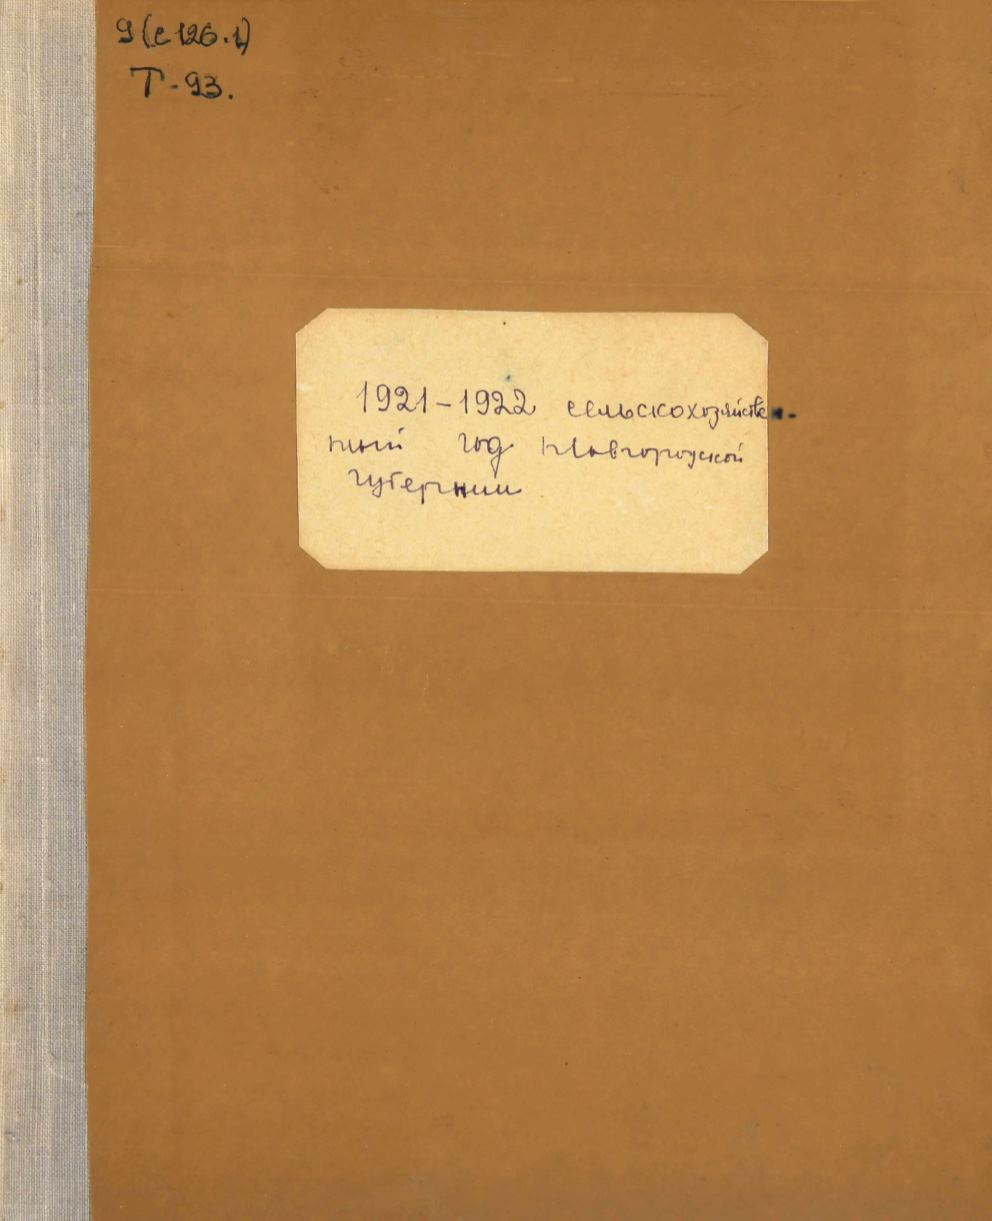 9(с126.1)
Т-93.
1921-1922 сельскохозяйствен-
ный год Новгородской
губернии